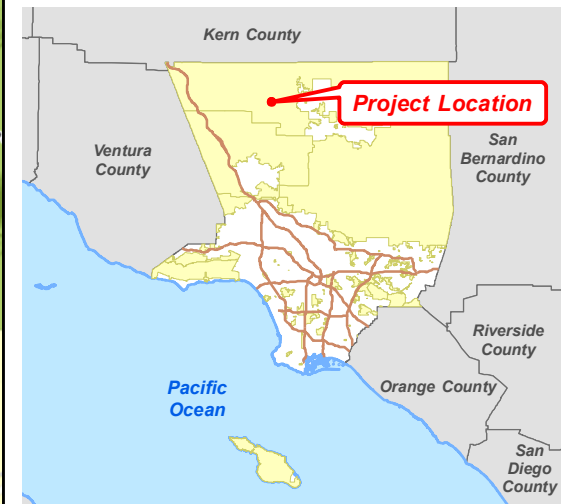 Kern County
Project Location
San
Bernardino
County
Ventura
County
Riverside
County
Orange County
Pacific
Ocean
San
Diego
County